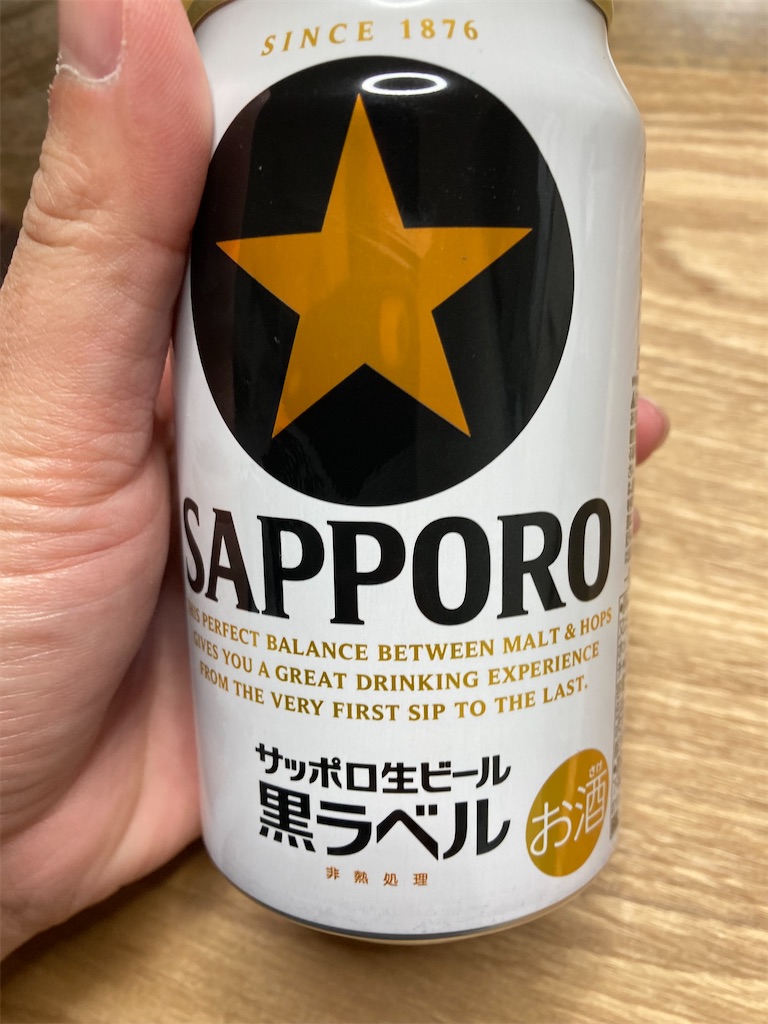 SINCE 1876
SAPPORO
PERFECT BALANCE BETWEEN MALT & HOPS
GIVES YOU A GREAT DRINKING EXPERIENCE
FROM THE VERY FIRST SIP TO THE LAST.
サッポロ生ビール
黒ラベル
さけ
お酒
非熱処理